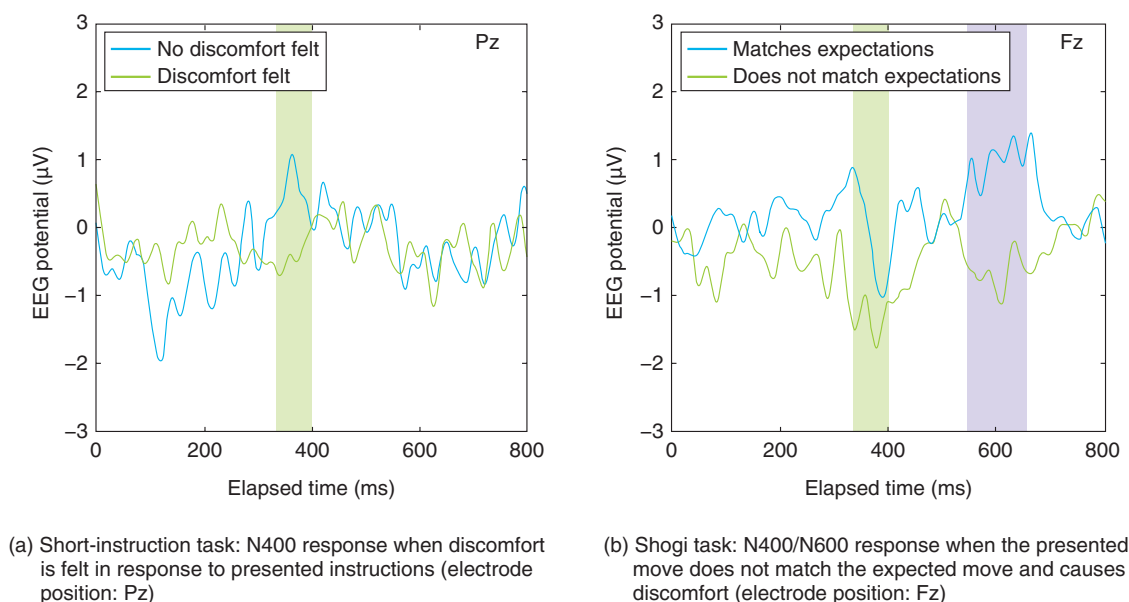 3
2
1
0
−1
−2
−3
EEG potential (μV)
No discomfort felt
Discomfort felt
Pz
0
200
400
600
800
Elapsed time (ms)
(a) Short-instruction task: N400 response when discomfort
is felt in response to presented instructions (electrode
position: Pz)
3
2
1
0
−1
−2
−3
EEG potential (μV)
Matches expectations
Does not match expectations
Fz
0
200
400
600
800
Elapsed time (ms)
(b) Shogi task: N400/N600 response when the presented
move does not match the expected move and causes
discomfort (electrode position: Fz)